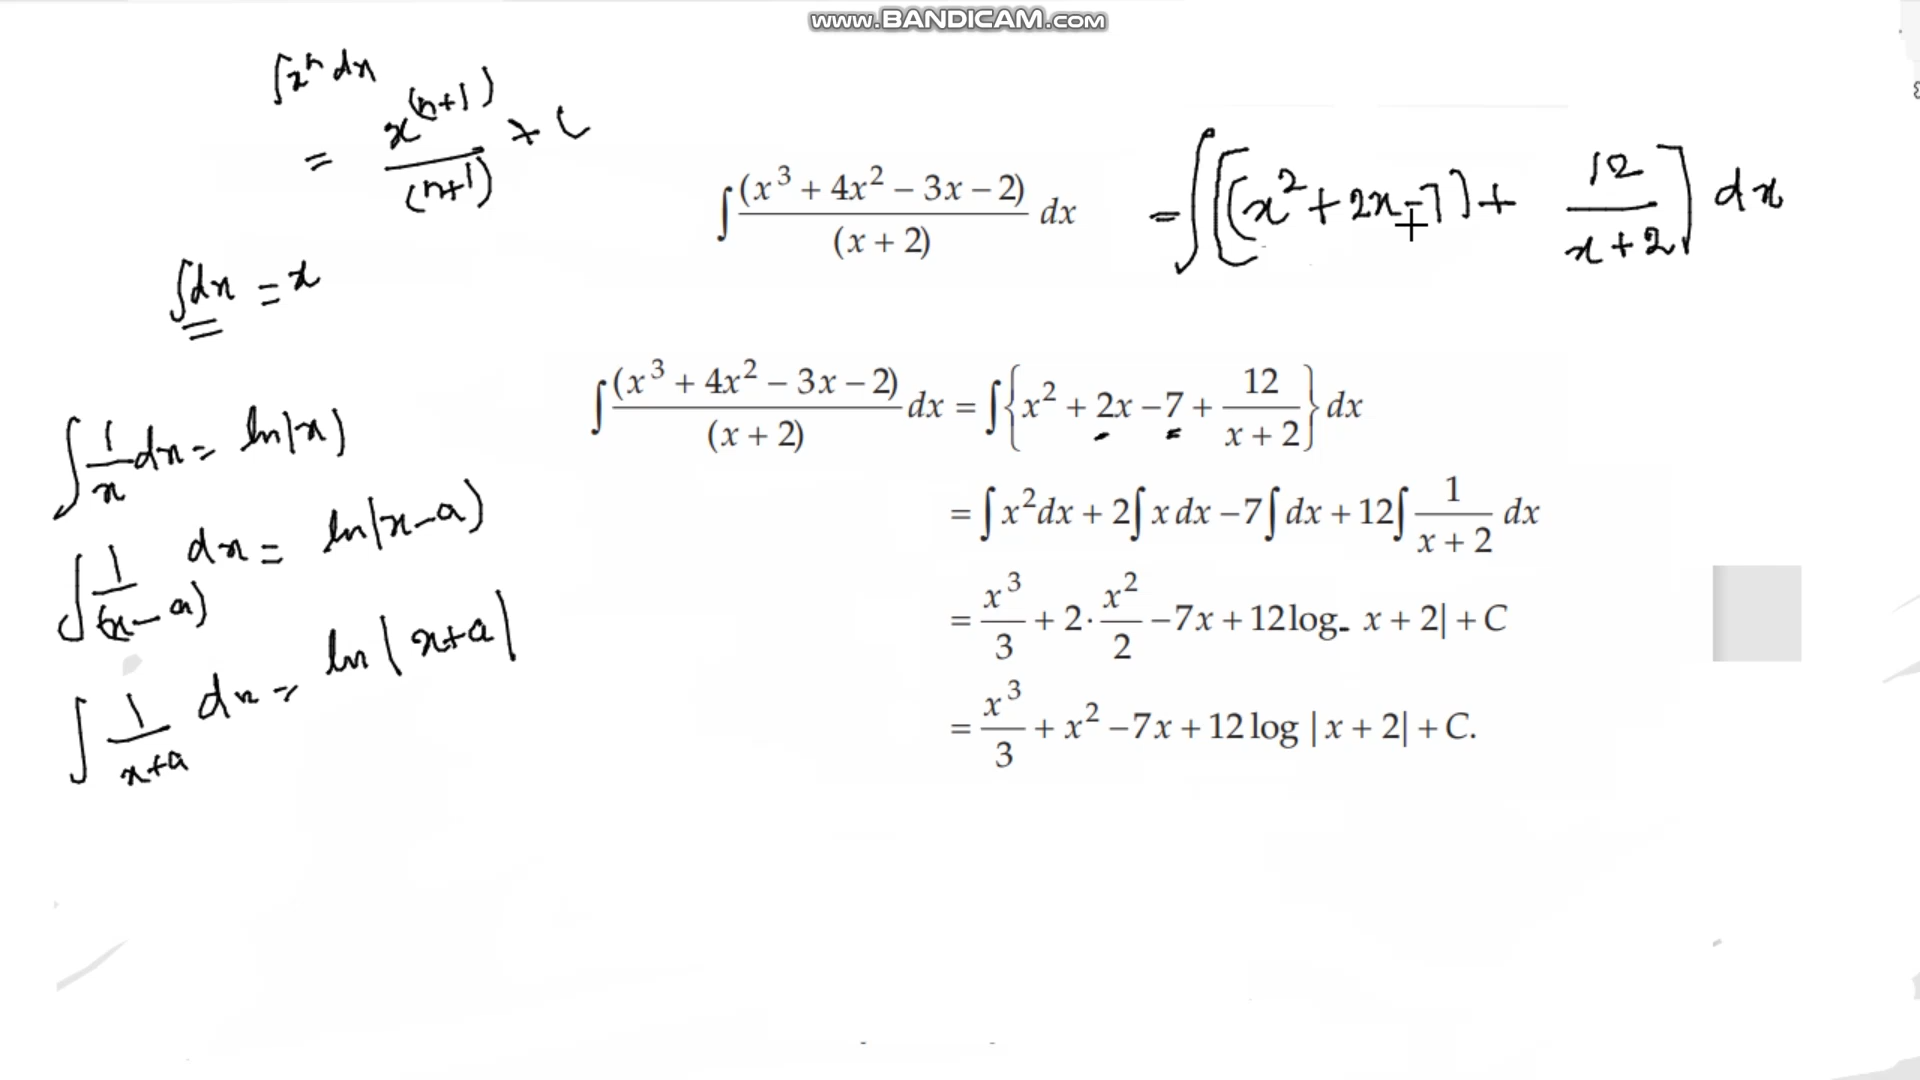 www.BANDICAM.com
∫xⁿ dx
= x^(n+1)/(n+1) + C
∫(x³ + 4x² − 3x − 2)/(x + 2) dx = ∫[(x² + 2x − 7) + 12/(x+2)] dx
∫dx = x
∫(x³ + 4x² − 3x − 2)/(x + 2) dx = ∫{x² + 2x − 7 + 12/(x + 2)} dx
= ∫x²dx + 2∫x dx − 7∫dx + 12∫1/(x + 2) dx
= x³/3 + 2·x²/2 − 7x + 12log x + 2| + C
= x³/3 + x² − 7x + 12 log |x + 2| + C.
∫1/x dx = ln|x|
∫1/(x−a) dx = ln|x−a|
∫1/(x+a) dx = ln|x+a|